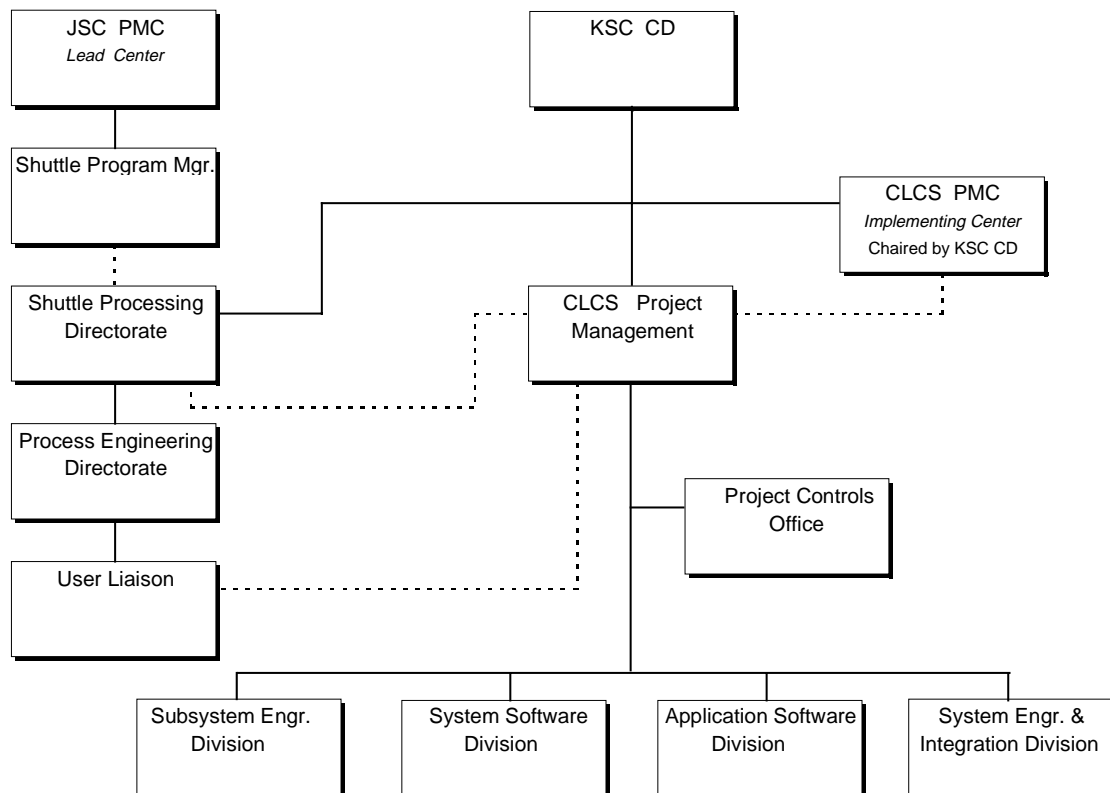 JSC PMC
Lead Center
KSC CD
Shuttle Program Mgr.
CLCS PMC
Implementing Center
Chaired by KSC CD
Shuttle Processing
Directorate
CLCS Project
Management
Process Engineering
Directorate
Project Controls
Office
User Liaison
Subsystem Engr.
Division
System Software
Division
Application Software
Division
System Engr. &
Integration Division